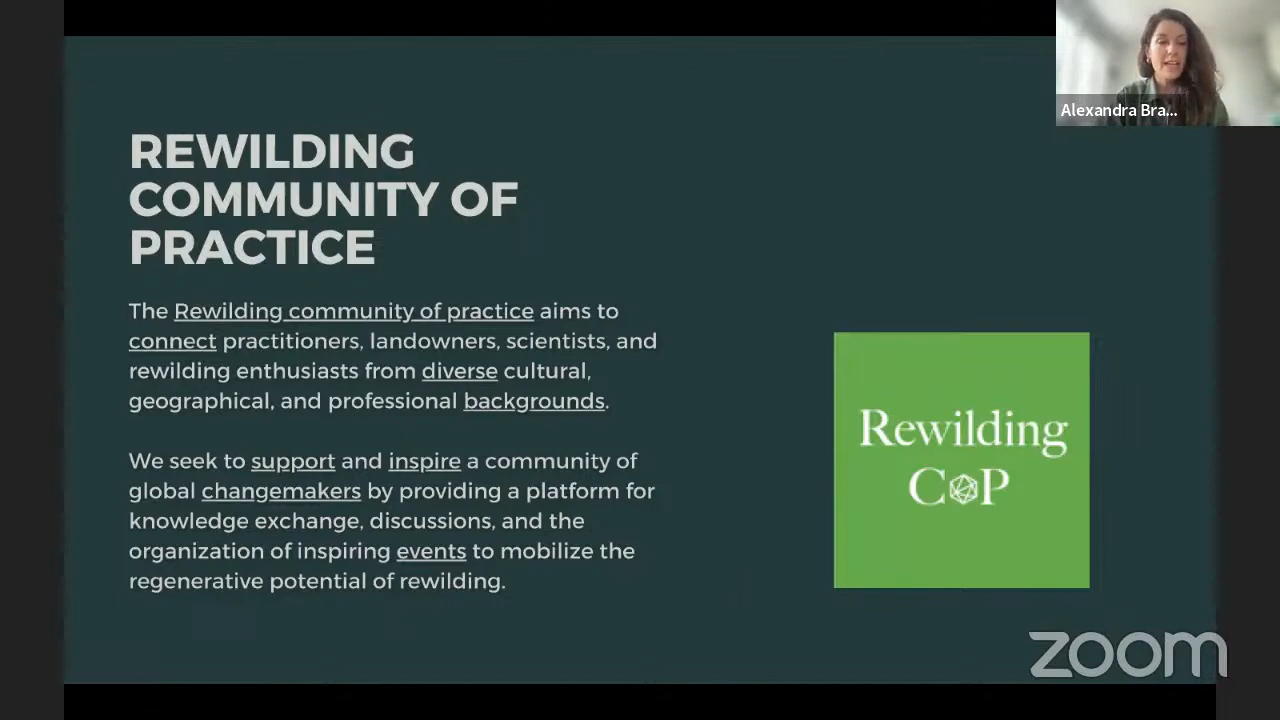 Alexandra Bra...
REWILDING
COMMUNITY OF
PRACTICE
The Rewilding community of practice aims to
connect practitioners, landowners, scientists, and
rewilding enthusiasts from diverse cultural,
geographical, and professional backgrounds.
We seek to support and inspire a community of
global changemakers by providing a platform for
knowledge exchange, discussions, and the
organization of inspiring events to mobilize the
regenerative potential of rewilding.
Rewilding
CoP
zoom